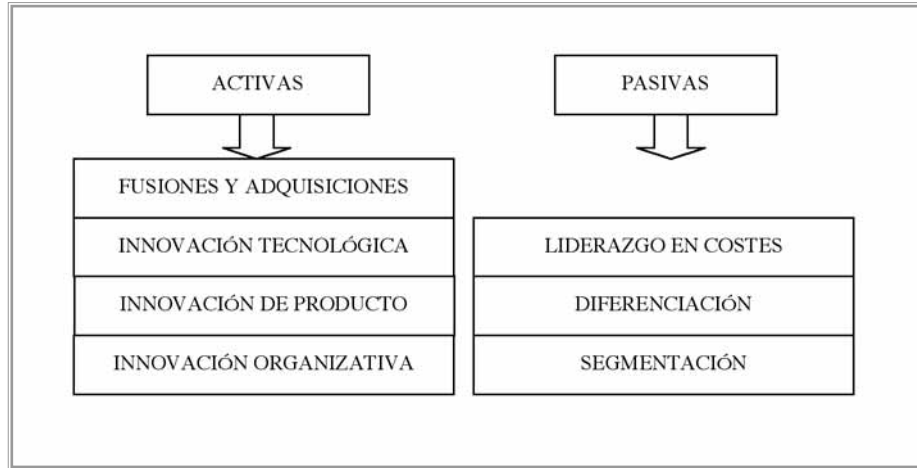 ACTIVAS
PASIVAS
FUSIONES Y ADQUISICIONES
INNOVACIÓN TECNOLÓGICA
INNOVACIÓN DE PRODUCTO
INNOVACIÓN ORGANIZATIVA
LIDERAZGO EN COSTES
DIFERENCIACIÓN
SEGMENTACIÓN